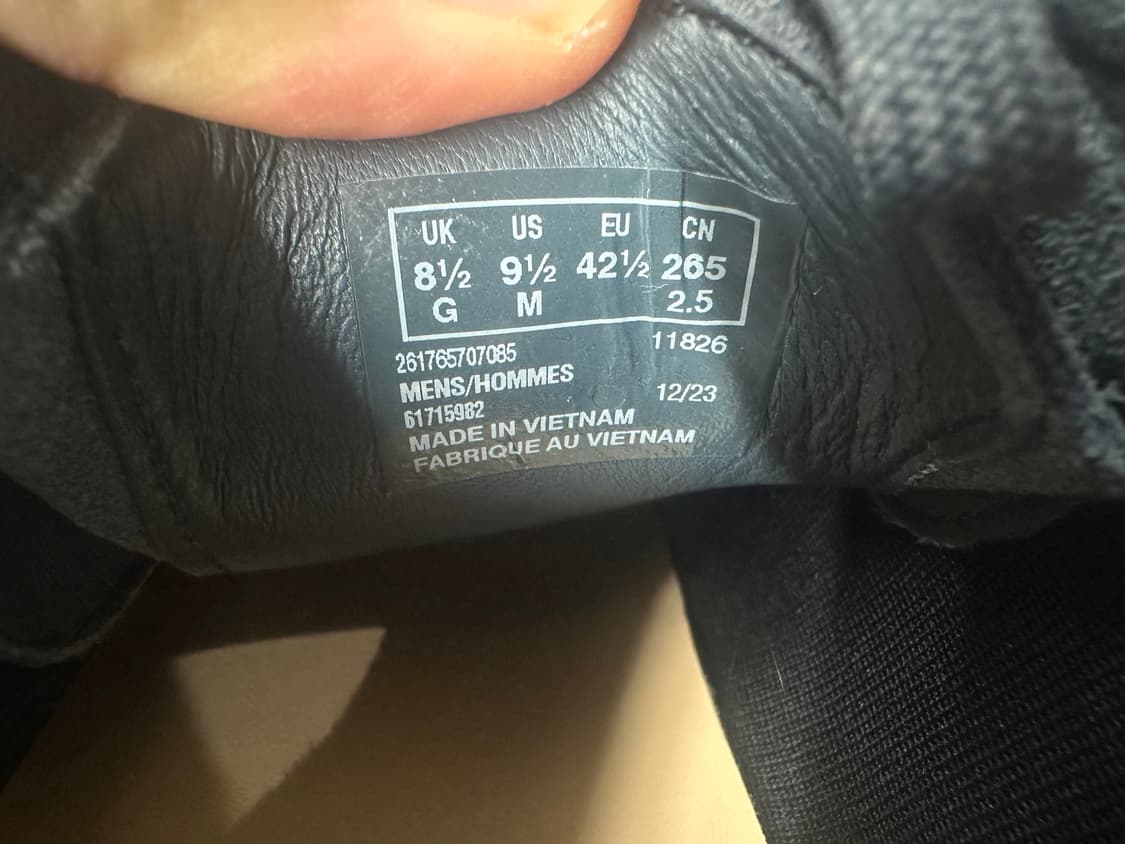 UK US EU CN
8½ 9½ 42½ 265
G M 2.5
261765707085 11826
MENS/HOMMES 12/23
61715982
MADE IN VIETNAM
FABRIQUE AU VIETNAM